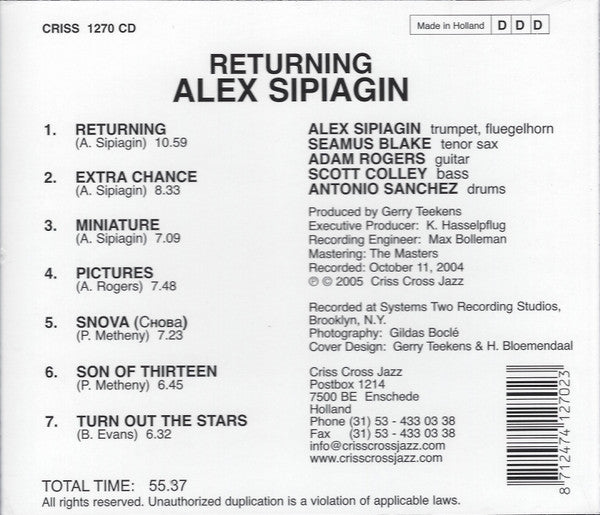 CRISS 1270 CD
Made in Holland D D D
RETURNING
ALEX SIPIAGIN
1. RETURNING
(A. Sipiagin) 10.59
2. EXTRA CHANCE
(A. Sipiagin) 8.33
3. MINIATURE
(A. Sipiagin) 7.09
4. PICTURES
(A. Rogers) 7.48
5. SNOVA (Снова)
(P. Metheny) 7.23
6. SON OF THIRTEEN
(P. Metheny) 6.45
7. TURN OUT THE STARS
(B. Evans) 6.32
TOTAL TIME: 55.37
ALEX SIPIAGIN trumpet, fluegelhorn
SEAMUS BLAKE tenor sax
ADAM ROGERS guitar
SCOTT COLLEY bass
ANTONIO SANCHEZ drums
Produced by Gerry Teekens
Executive Producer: K. Hasselpflug
Recording Engineer: Max Bolleman
Mastering: The Masters
Recorded: October 11, 2004
℗ © 2005 Criss Cross Jazz
Recorded at Systems Two Recording Studios,
Brooklyn, N.Y.
Photography: Gildas Boclé
Cover Design: Gerry Teekens & H. Bloemendaal
Criss Cross Jazz
Postbox 1214
7500 BE Enschede
Holland
Phone (31) 53 - 433 03 38
Fax (31) 53 - 433 03 38
info@crisscrossjazz.com
www.crisscrossjazz.com
8 712474 127023
All rights reserved. Unauthorized duplication is a violation of applicable laws.